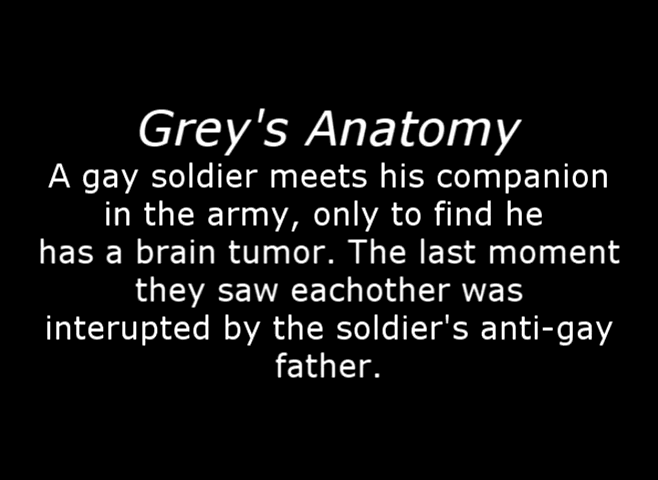 Grey's Anatomy
A gay soldier meets his companion
in the army, only to find he
has a brain tumor. The last moment
they saw eachother was
interupted by the soldier's anti-gay
father.